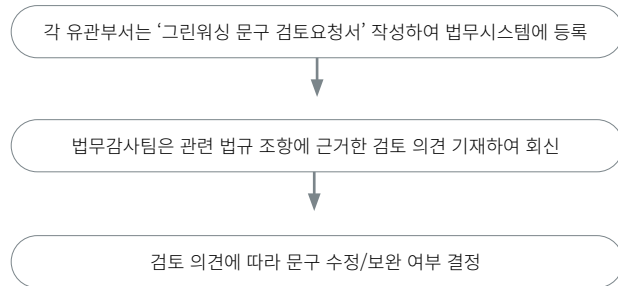 각 유관부서는 ‘그린워싱 문구 검토요청서’ 작성하여 법무시스템에 등록
법무감사팀은 관련 법규 조항에 근거한 검토 의견 기재하여 회신
검토 의견에 따라 문구 수정/보완 여부 결정